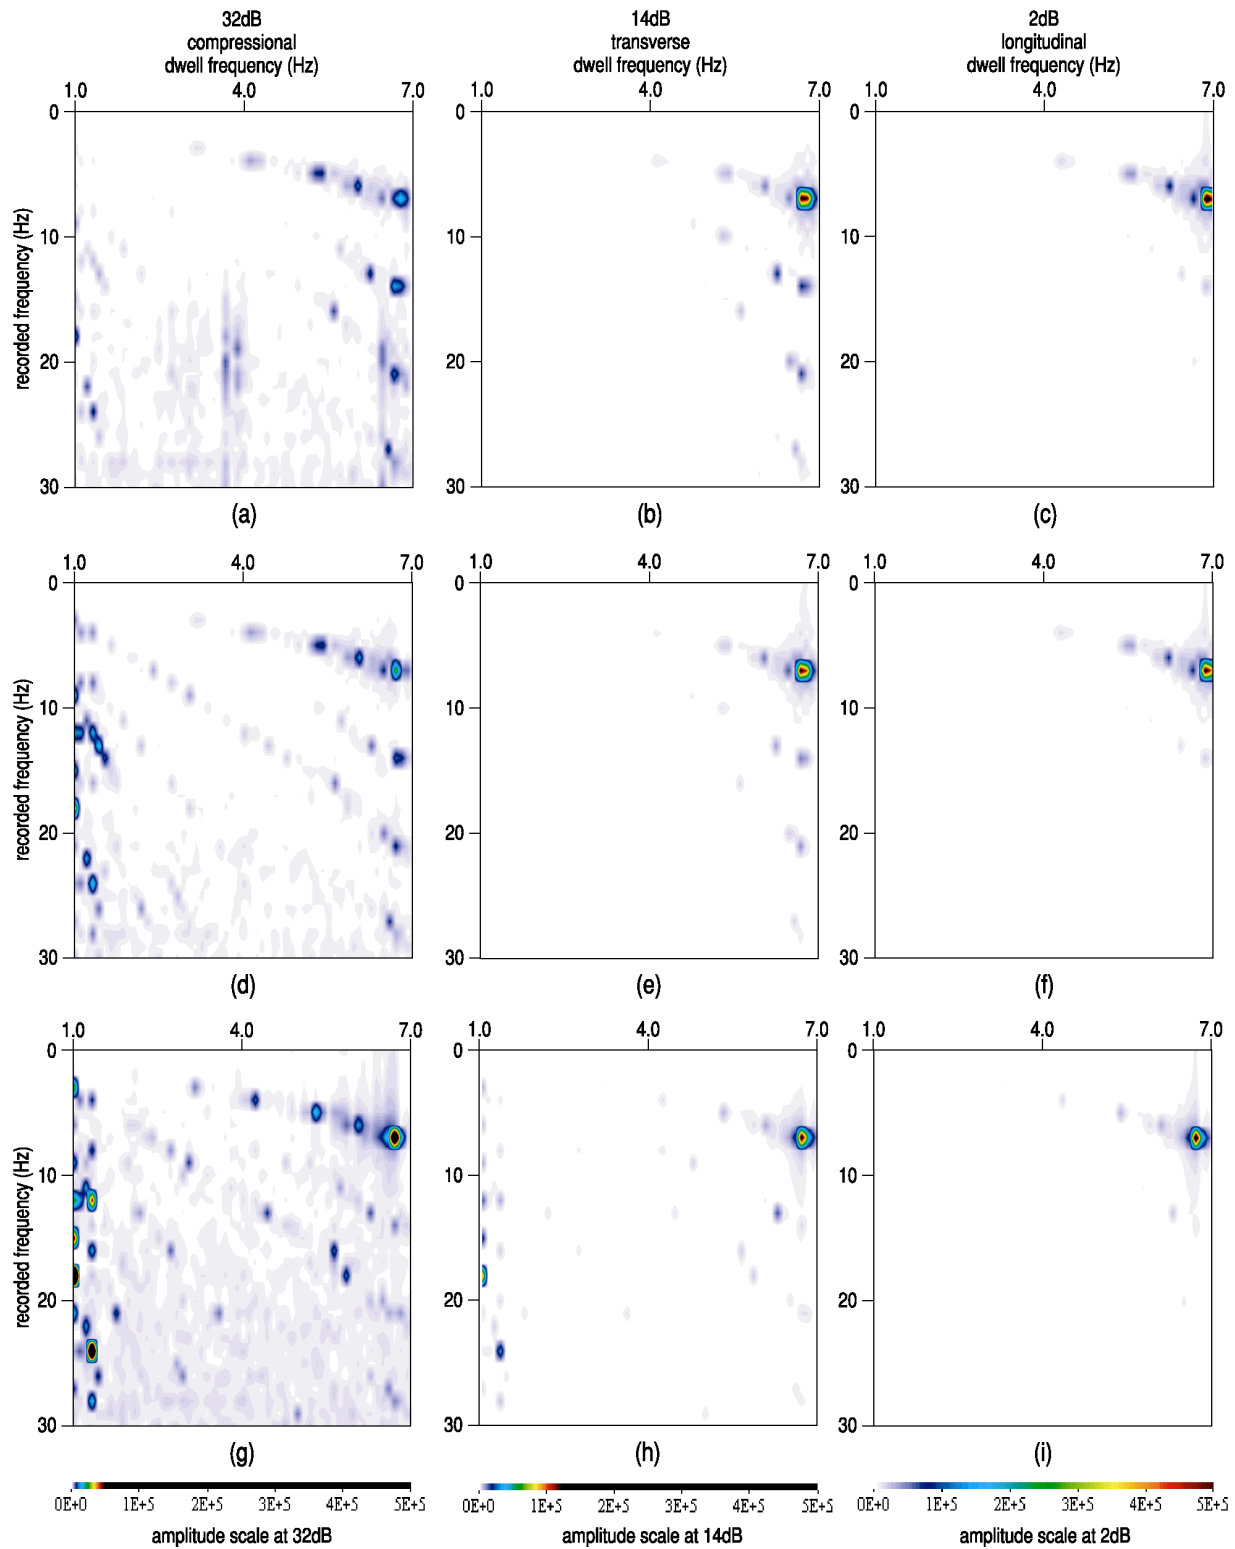 32dB 14dB 2dB
compressional transverse longitudinal
dwell frequency (Hz) dwell frequency (Hz) dwell frequency (Hz)
1.0 4.0 7.0 1.0 4.0 7.0 1.0 4.0 7.0
0 0 0
10 10 10
recorded frequency (Hz)
20 20 20
30 30 30
(a) (b) (c)
1.0 4.0 7.0 1.0 4.0 7.0 1.0 4.0 7.0
0 0 0
10 10 10
recorded frequency (Hz)
20 20 20
30 30 30
(d) (e) (f)
1.0 4.0 7.0 1.0 4.0 7.0 1.0 4.0 7.0
0 0 0
10 10 10
recorded frequency (Hz)
20 20 20
30 30 30
(g) (h) (i)
0E+0 1E+5 2E+5 3E+5 4E+5 5E+5 0E+0 1E+5 2E+5 3E+5 4E+5 5E+5 0E+0 1E+5 2E+5 3E+5 4E+5 5E+5
amplitude scale at 32dB amplitude scale at 14dB amplitude scale at 2dB